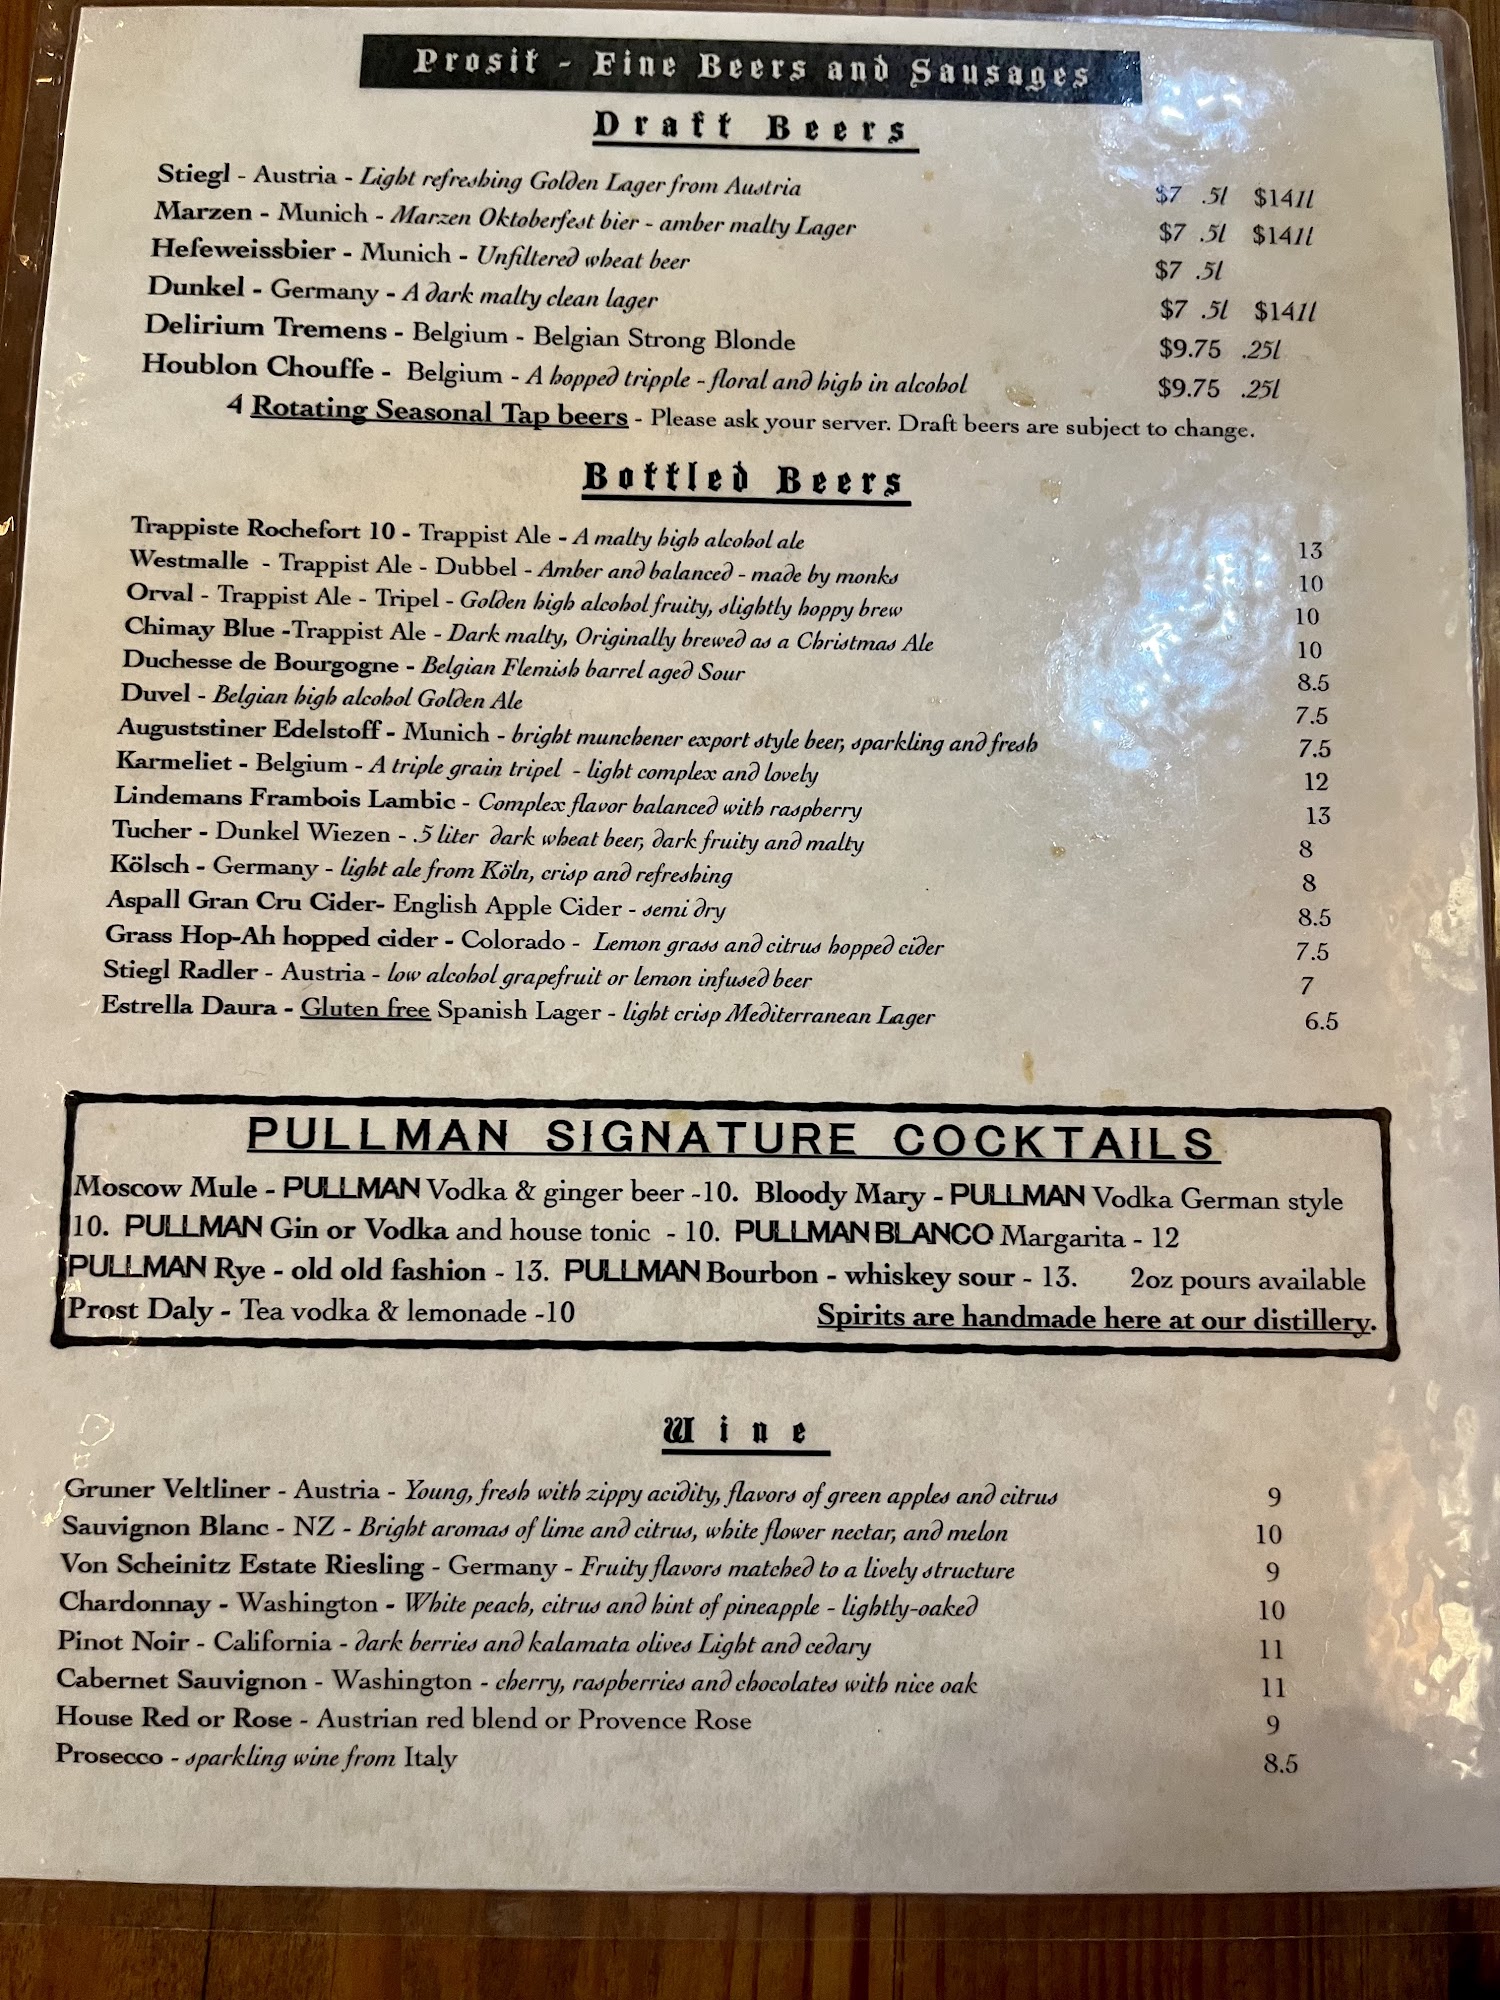 Prosit - Fine Beers and Sausages
Draft Beers
Stiegl - Austria - Light refreshing Golden Lager from Austria $7 .5l $14 1l
Marzen - Munich - Marzen Oktoberfest bier - amber malty Lager $7 .5l $14 1l
Hefeweissbier - Munich - Unfiltered wheat beer $7 .5l
Dunkel - Germany - A dark malty clean lager $7 .5l $14 1l
Delirium Tremens - Belgium - Belgian Strong Blonde $9.75 .25l
Houblon Chouffe - Belgium - A hopped tripple - floral and high in alcohol $9.75 .25l
4 Rotating Seasonal Tap beers - Please ask your server. Draft beers are subject to change.
Bottled Beers
Trappiste Rochefort 10 - Trappist Ale - A malty high alcohol ale 13
Westmalle - Trappist Ale - Dubbel - Amber and balanced - made by monks 10
Orval - Trappist Ale - Tripel - Golden high alcohol fruity, slightly hoppy brew 10
Chimay Blue -Trappist Ale - Dark malty, Originally brewed as a Christmas Ale 10
Duchesse de Bourgogne - Belgian Flemish barrel aged Sour 8.5
Duvel - Belgian high alcohol Golden Ale 7.5
Auguststiner Edelstoff - Munich - bright munchener export style beer, sparkling and fresh 7.5
Karmeliet - Belgium - A triple grain tripel - light complex and lovely 12
Lindemans Frambois Lambic - Complex flavor balanced with raspberry 13
Tucher - Dunkel Wiezen - .5 liter dark wheat beer, dark fruity and malty 8
Kölsch - Germany - light ale from Köln, crisp and refreshing 8
Aspall Gran Cru Cider- English Apple Cider - semi dry 8.5
Grass Hop-Ah hopped cider - Colorado - Lemon grass and citrus hopped cider 7.5
Stiegl Radler - Austria - low alcohol grapefruit or lemon infused beer 7
Estrella Daura - Gluten free Spanish Lager - light crisp Mediterranean Lager 6.5
PULLMAN SIGNATURE COCKTAILS
Moscow Mule - PULLMAN Vodka & ginger beer -10. Bloody Mary - PULLMAN Vodka German style
10. PULLMAN Gin or Vodka and house tonic - 10. PULLMAN BLANCO Margarita - 12
PULLMAN Rye - old old fashion - 13. PULLMAN Bourbon - whiskey sour - 13. 2oz pours available
Prost Daly - Tea vodka & lemonade -10 Spirits are handmade here at our distillery.
Wine
Gruner Veltliner - Austria - Young, fresh with zippy acidity, flavors of green apples and citrus 9
Sauvignon Blanc - NZ - Bright aromas of lime and citrus, white flower nectar, and melon 10
Von Scheinitz Estate Riesling - Germany - Fruity flavors matched to a lively structure 9
Chardonnay - Washington - White peach, citrus and hint of pineapple - lightly-oaked 10
Pinot Noir - California - dark berries and kalamata olives Light and cedary 11
Cabernet Sauvignon - Washington - cherry, raspberries and chocolates with nice oak 11
House Red or Rose - Austrian red blend or Provence Rose 9
Prosecco - sparkling wine from Italy 8.5